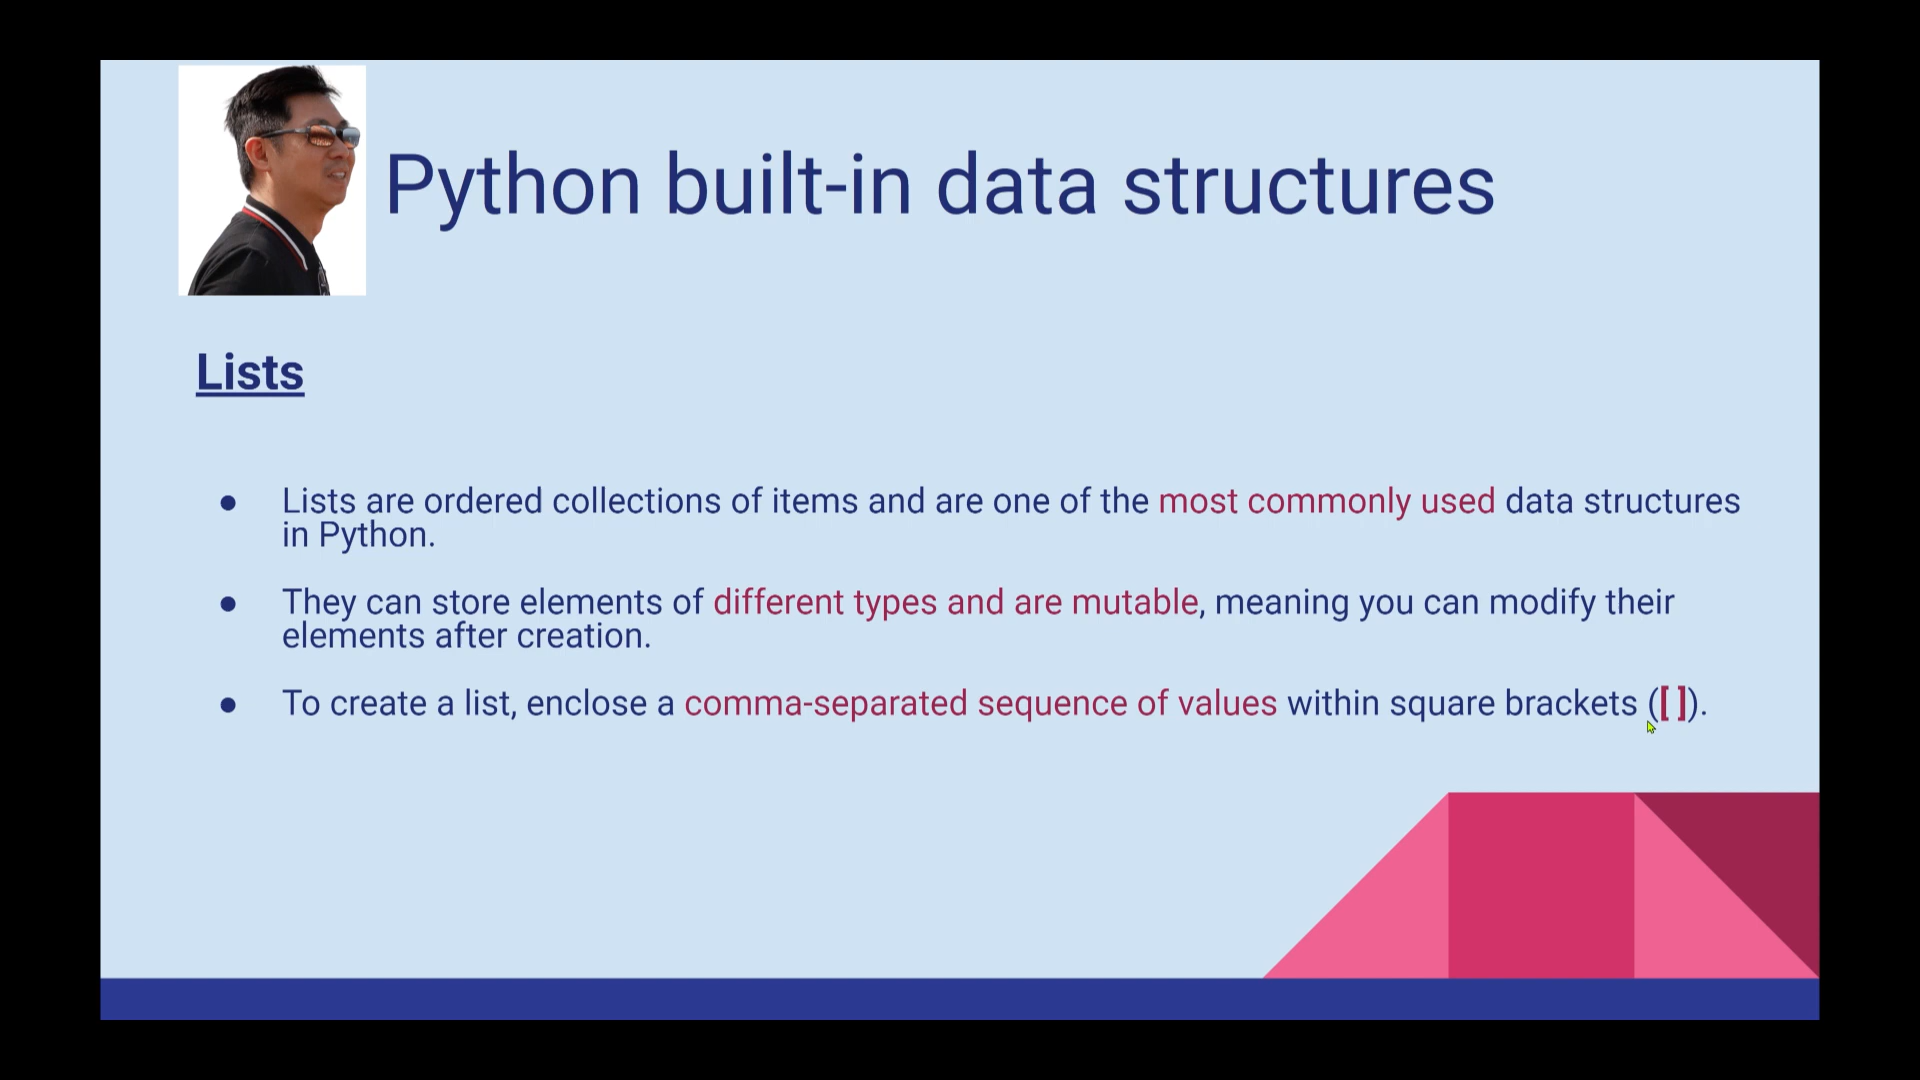 Python built-in data structures
Lists
● Lists are ordered collections of items and are one of the most commonly used data structures
in Python.
● They can store elements of different types and are mutable, meaning you can modify their
elements after creation.
● To create a list, enclose a comma-separated sequence of values within square brackets ([ ]).